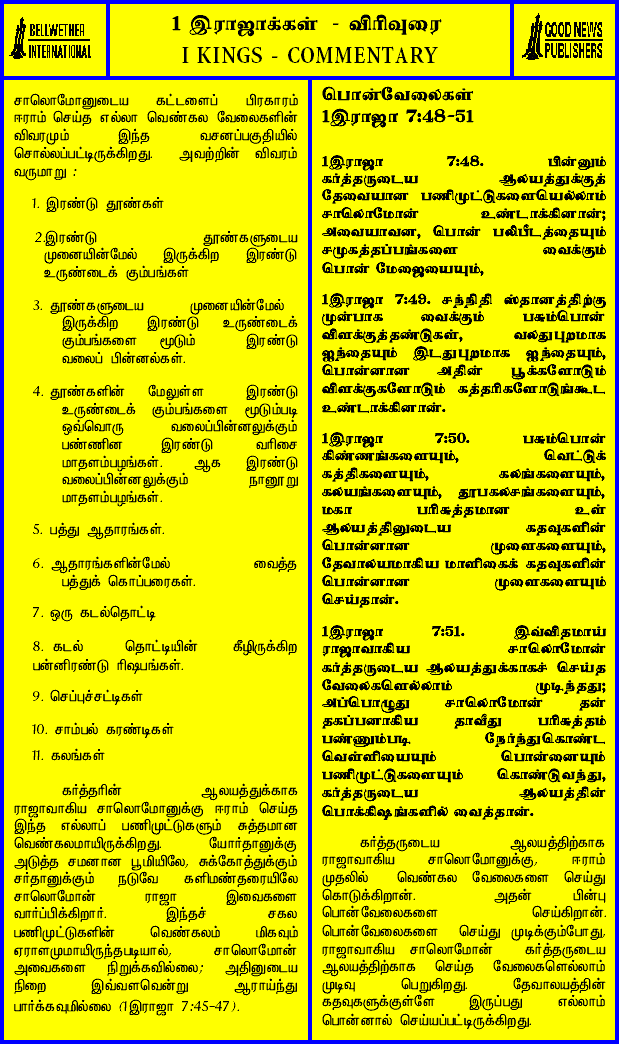 BELLWETHER
INTERNATIONAL
1 இராஜாக்கள் - விரிவுரை
I KINGS - COMMENTARY
GOOD NEWS
PUBLISHERS
சாலொமோனுடைய கட்டளைப் பிரகாரம்
ஈராம் செய்த எல்லா வெண்கல வேலைகளின்
விவரமும் இந்த வசனப்பகுதியில்
சொல்லப்பட்டிருக்கிறது. அவற்றின் விவரம்
வருமாறு :
1. இரண்டு தூண்கள்
2.இரண்டு தூண்களுடைய
முனையின்மேல் இருக்கிற இரண்டு
உருண்டைக் கும்பங்கள்
3. தூண்களுடைய முனையின்மேல்
இருக்கிற இரண்டு உருண்டைக்
கும்பங்களை மூடும் இரண்டு
வலைப் பின்னல்கள்.
4. தூண்களின் மேலுள்ள இரண்டு
உருண்டைக் கும்பங்களை மூடும்படி
ஒவ்வொரு வலைப்பின்னலுக்கும்
பண்ணின இரண்டு வரிசை
மாதளம்பழங்கள். ஆக இரண்டு
வலைப்பின்னலுக்கும் நானூறு
மாதளம்பழங்கள்.
5. பத்து ஆதாரங்கள்.
6. ஆதாரங்களின்மேல் வைத்த
பத்துக் கொப்பரைகள்.
7. ஒரு கடல்தொட்டி
8. கடல் தொட்டியின் கீழிருக்கிற
பன்னிரண்டு ரிஷபங்கள்.
9. செப்புச்சட்டிகள்
10. சாம்பல் கரண்டிகள்
11. கலங்கள்
கர்த்தரின் ஆலயத்துக்காக
ராஜாவாகிய சாலொமோனுக்கு ஈராம் செய்த
இந்த எல்லாப் பணிமுட்டுகளும் சுத்தமான
வெண்கலமாயிருக்கிறது. யோர்தானுக்கு
அடுத்த சமனான பூமியிலே, சுக்கோத்துக்கும்
சர்தானுக்கும் நடுவே களிமண்தரையிலே
சாலொமோன் ராஜா இவைகளை
வார்ப்பிக்கிறார். இந்தச் சகல
பணிமுட்டுகளின் வெண்கலம் மிகவும்
ஏராளமுமாயிருந்தபடியால், சாலொமோன்
அவைகளை நிறுக்கவில்லை; அதினுடைய
நிறை இவ்வளவென்று ஆராய்ந்து
பார்க்கவுமில்லை (1இராஜா 7:45-47).
பொன்வேலைகள்
1இராஜா 7:48-51
1இராஜா 7:48. பின்னும்
கர்த்தருடைய ஆலயத்துக்குத்
தேவையான பணிமுட்டுகளையெல்லாம்
சாலொமோன் உண்டாக்கினான்;
அவையாவன, பொன் பலிபீடத்தையும்
சமுகத்தப்பங்களை வைக்கும்
பொன் மேஜையையும்,
1இராஜா 7:49. சந்நிதி ஸ்தானத்திற்கு
முன்பாக வைக்கும் பசும்பொன்
விளக்குத்தண்டுகள், வலதுபுறமாக
ஐந்தையும் இடதுபுறமாக ஐந்தையும்,
பொன்னான அதின் பூக்களோடும்
விளக்குகளோடும் கத்தரிகளோடுங்கூட
உண்டாக்கினான்.
1இராஜா 7:50. பசும்பொன்
கிண்ணங்களையும், வெட்டுக்
கத்திகளையும், கலங்களையும்,
கலயங்களையும், தூபகலசங்களையும்,
மகா பரிசுத்தமான உள்
ஆலயத்தினுடைய கதவுகளின்
பொன்னான முளைகளையும்,
தேவாலயமாகிய மாளிகைக் கதவுகளின்
பொன்னான முளைகளையும்
செய்தான்.
1இராஜா 7:51. இவ்விதமாய்
ராஜாவாகிய சாலொமோன்
கர்த்தருடைய ஆலயத்துக்காகச் செய்த
வேலைகளெல்லாம் முடிந்தது;
அப்பொழுது சாலொமோன் தன்
தகப்பனாகிய தாவீது பரிசுத்தம்
பண்ணும்படி நேர்ந்துகொண்ட
வெள்ளியையும் பொன்னையும்
பணிமுட்டுகளையும் கொண்டுவந்து,
கர்த்தருடைய ஆலயத்தின்
பொக்கிஷங்களில் வைத்தான்.
கர்த்தருடைய ஆலயத்திற்காக
ராஜாவாகிய சாலொமோனுக்கு, ஈராம்
முதலில் வெண்கல வேலைகளை செய்து
கொடுக்கிறான். அதன் பின்பு
பொன்வேலைகளை செய்கிறான்.
பொன்வேலைகளை செய்து முடிக்கும்போது,
ராஜாவாகிய சாலொமோன் கர்த்தருடைய
ஆலயத்திற்காக செய்த வேலைகளெல்லாம்
முடிவு பெறுகிறது. தேவாலயத்தின்
கதவுகளுக்குள்ளே இருப்பது எல்லாம்
பொன்னால் செய்யப்பட்டிருக்கிறது.